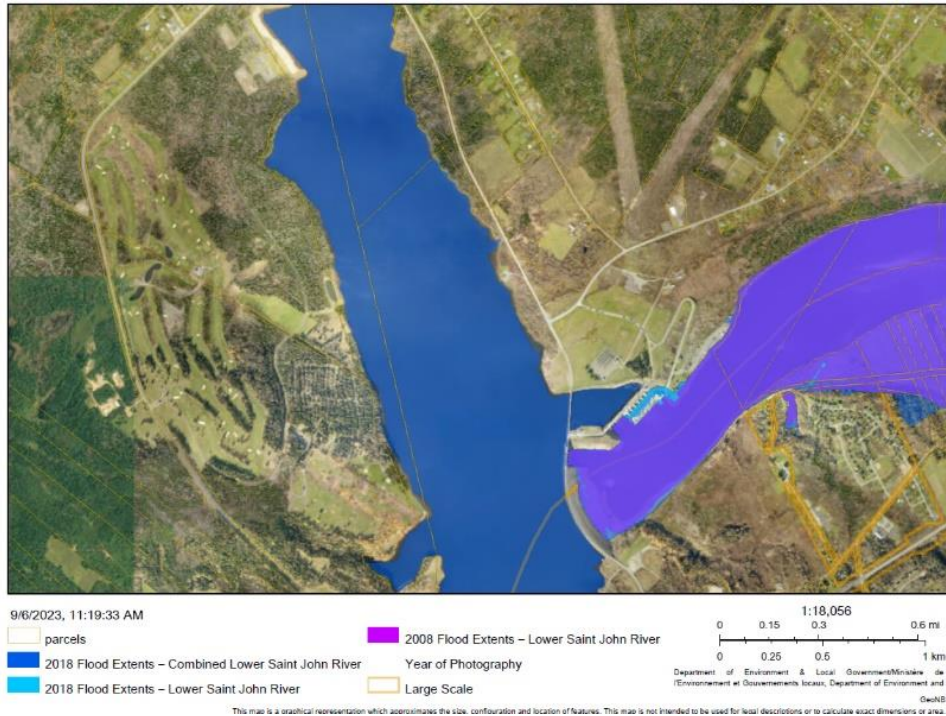 9/6/2023, 11:19:33 AM
parcels
2018 Flood Extents – Combined Lower Saint John River
2018 Flood Extents – Lower Saint John River
2008 Flood Extents – Lower Saint John River
Year of Photography
Large Scale
1:18,056
0 0.15 0.3 0.6 mi
0 0.25 0.5 1 km
Department of Environment & Local Government/Ministère de
l'Environnement et Gouvernements locaux, Department of Environment and
GeoNB
This map is a graphical representation which approximates the size, configuration and location of features. This map is not intended to be used for legal descriptions or to calculate exact dimensions or area.